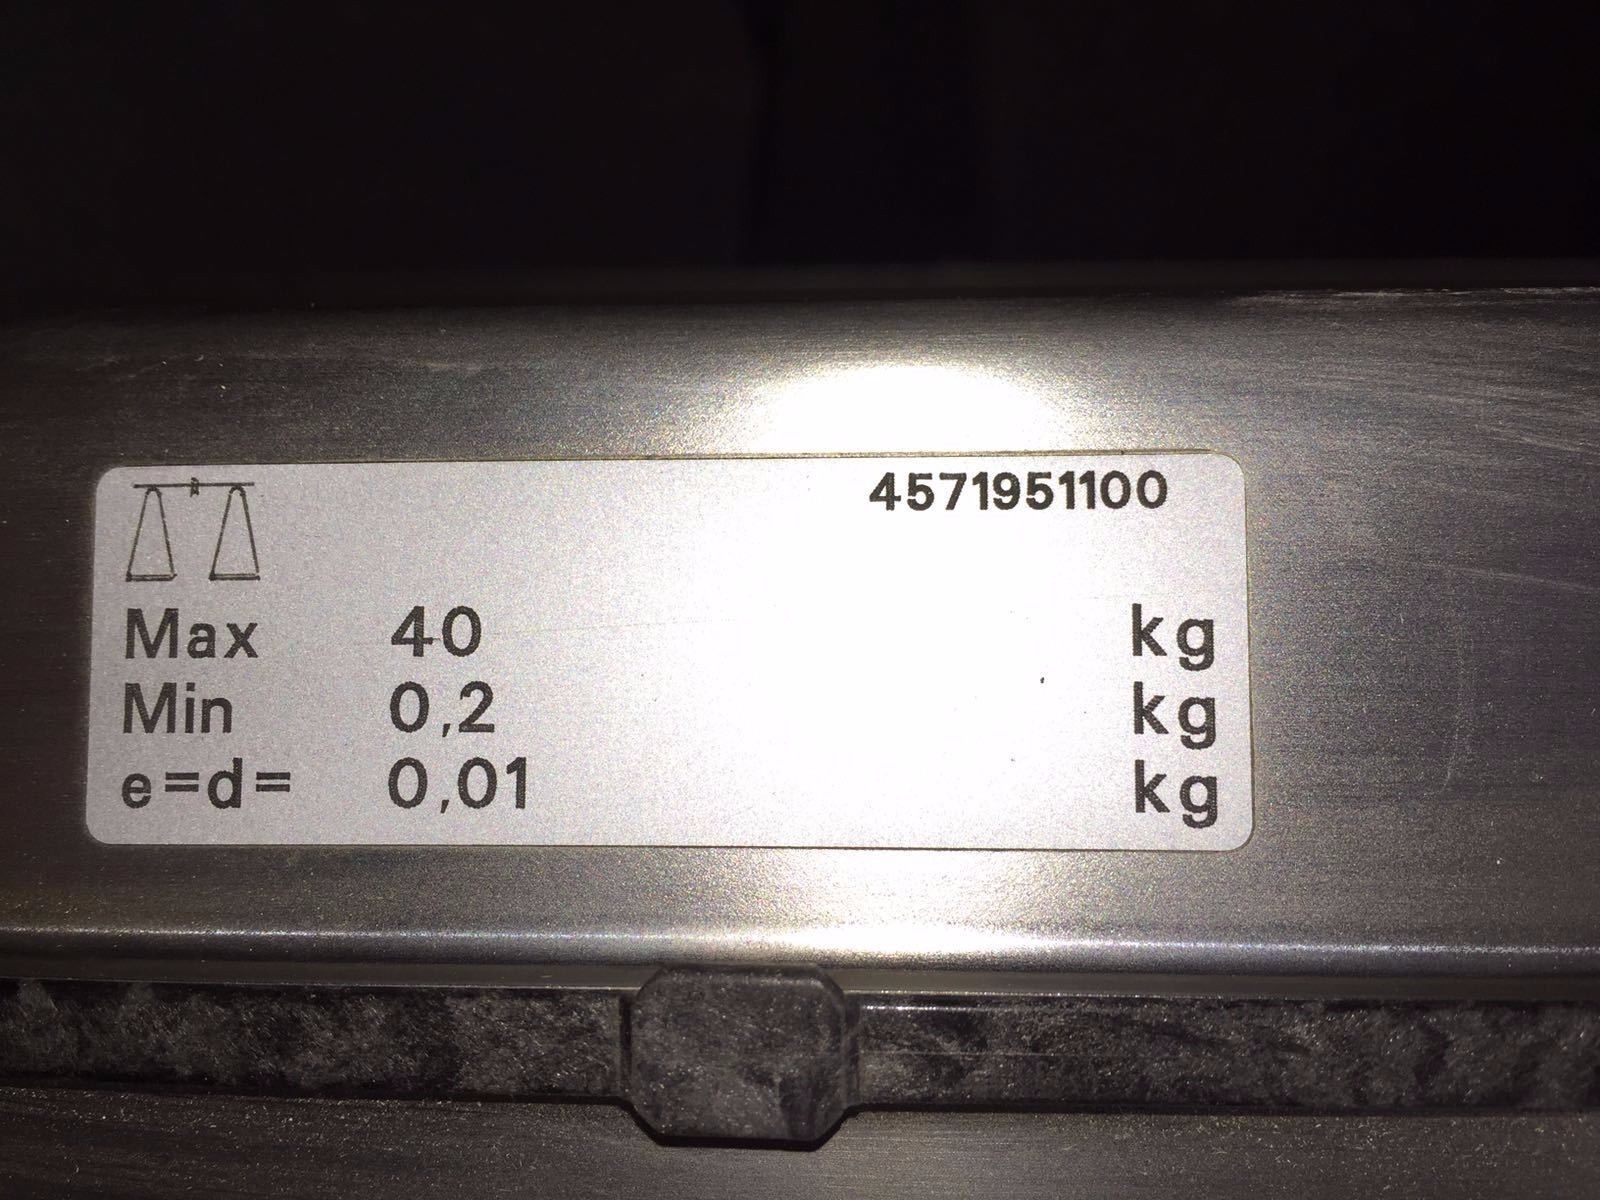 4571951100
Max 40 kg
Min 0,2 kg
e=d= 0,01 kg